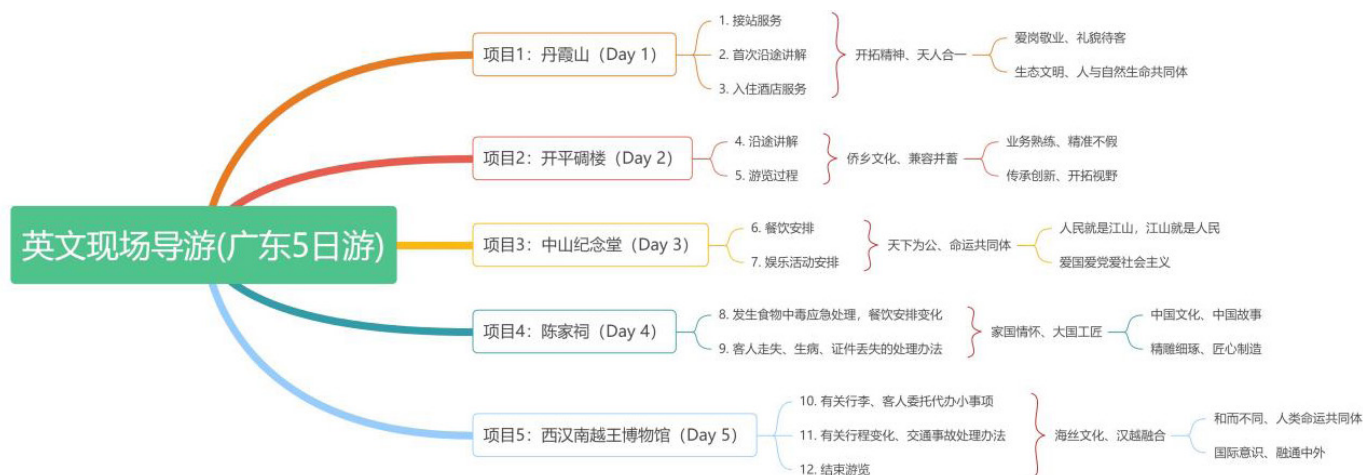 英文现场导游(广东5日游)
项目1：丹霞山（Day 1）
1. 接站服务
2. 首次沿途讲解
3. 入住酒店服务
开拓精神、天人合一
爱岗敬业、礼貌待客
生态文明、人与自然生命共同体
项目2：开平碉楼（Day 2）
4. 沿途讲解
5. 游览过程
侨乡文化、兼容并蓄
业务熟练、精准不假
传承创新、开拓视野
项目3：中山纪念堂（Day 3）
6. 餐饮安排
7. 娱乐活动安排
天下为公、命运共同体
人民就是江山，江山就是人民
爱国爱党爱社会主义
项目4：陈家祠（Day 4）
8. 发生食物中毒应急处理，餐饮安排变化
9. 客人走失、生病、证件丢失的处理办法
家国情怀、大国工匠
中国文化、中国故事
精雕细琢、匠心制造
项目5：西汉南越王博物馆（Day 5）
10. 有关行李、客人委托代办小事项
11. 有关行程变化、交通事故处理办法
12. 结束游览
海丝文化、汉越融合
和而不同、人类命运共同体
国际意识、融通中外